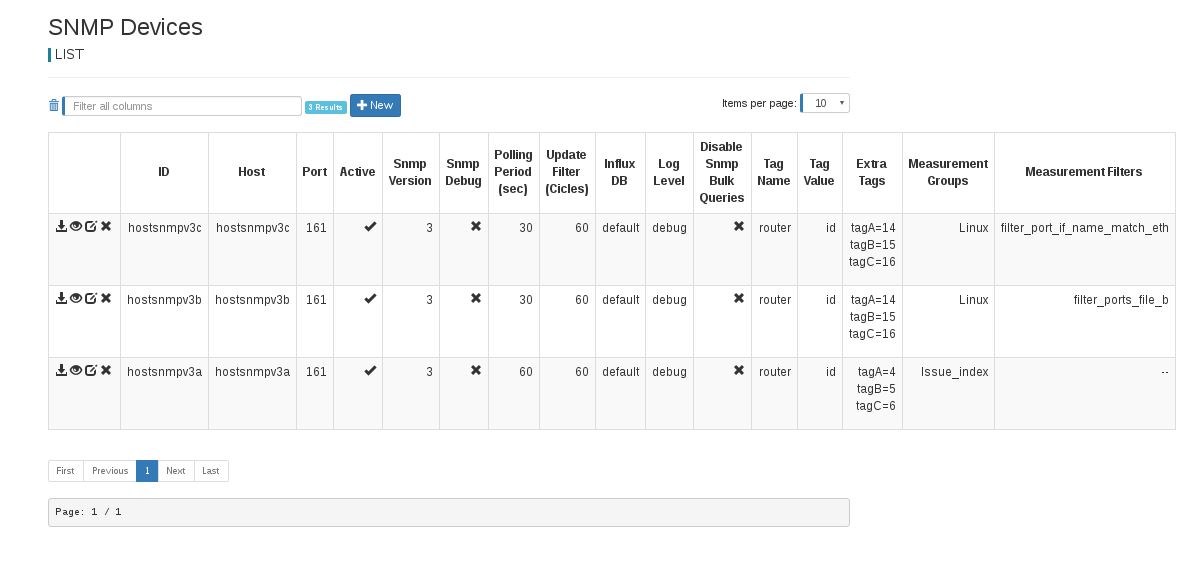 SNMP Devices
LIST
Filter all columns 3 Results New Items per page: 10
ID Host Port Active Snmp Version Snmp Debug Polling Period (sec) Update Filter (Cicles) Influx DB Log Level Disable Snmp Bulk Queries Tag Name Tag Value Extra Tags Measurement Groups Measurement Filters
hostsnmpv3c hostsnmpv3c 161 3 30 60 default debug router id tagA=14 Linux filter_port_if_name_match_eth
tagB=15
tagC=16
hostsnmpv3b hostsnmpv3b 161 3 30 60 default debug router id tagA=14 Linux filter_ports_file_b
tagB=15
tagC=16
hostsnmpv3a hostsnmpv3a 161 3 60 60 default debug router id tagA=4 Issue_index --
tagB=5
tagC=6
First Previous 1 Next Last
Page: 1 / 1